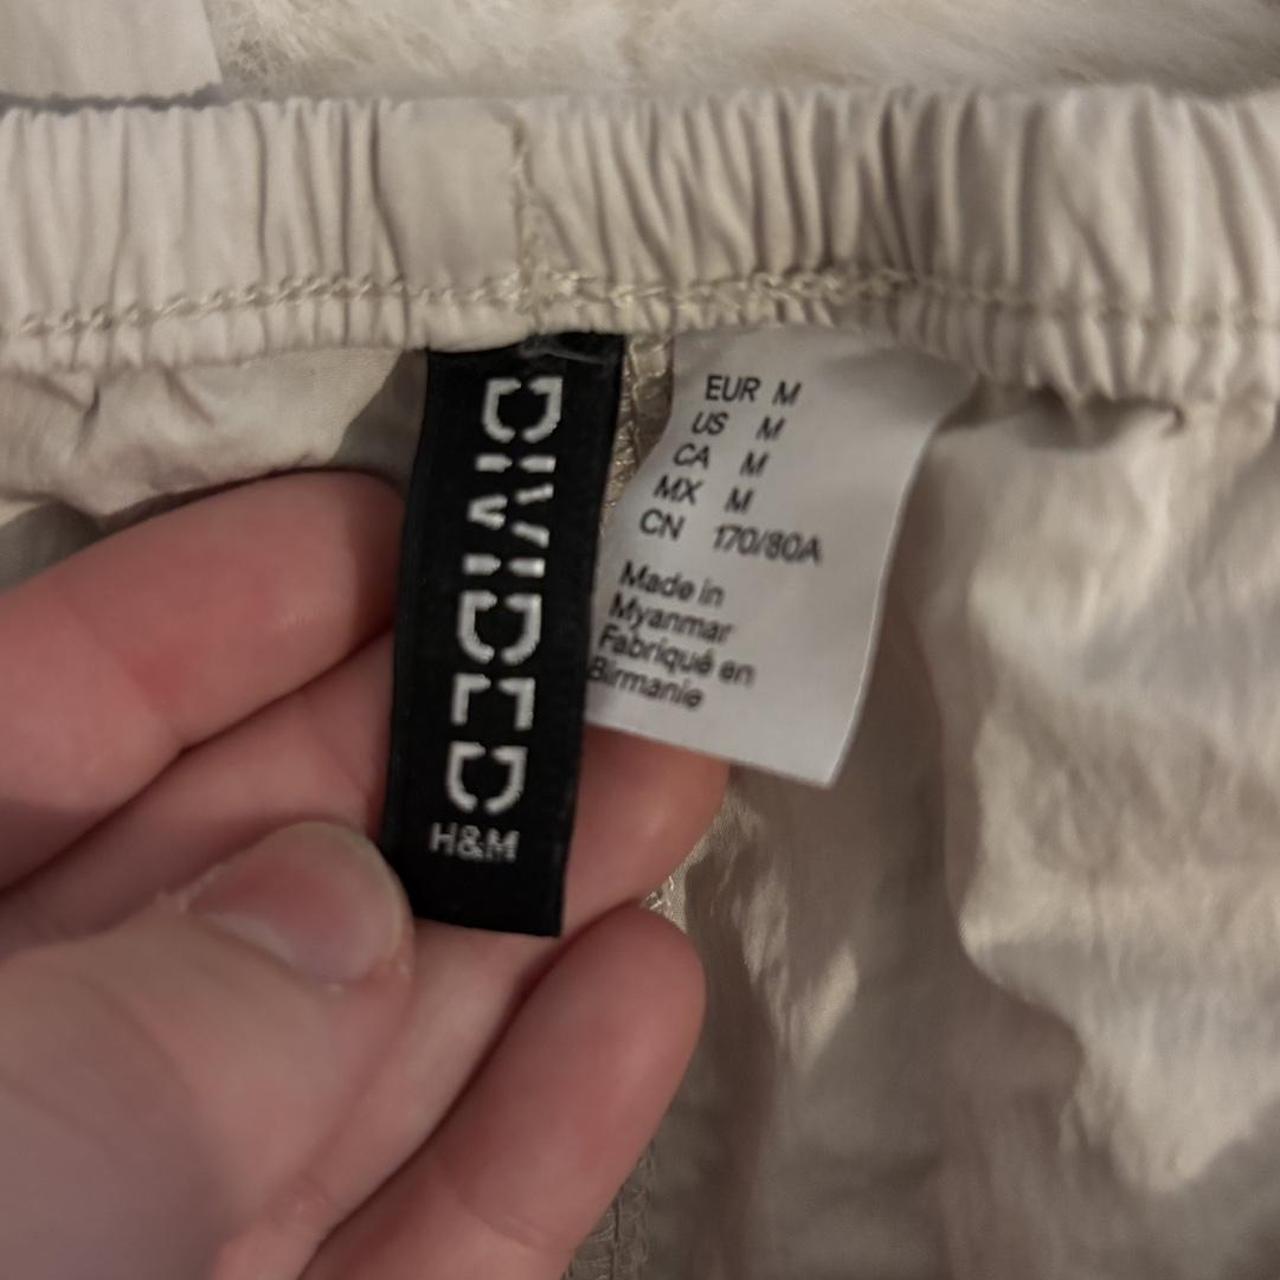 DIVIDED
H&M
EUR M
US M
CA M
MX M
CN 170/80A
Made in
Myanmar
Fabriqué en
Birmanie